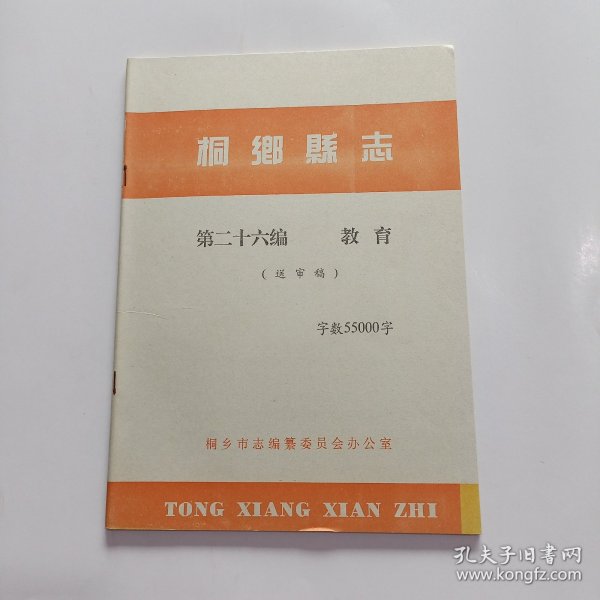 桐鄉縣志
第二十六编 教育
(送审稿)
字数55000字
桐乡市志编纂委员会办公室
TONG XIANG XIAN ZHI
孔夫子旧书网
www.kongfz.com